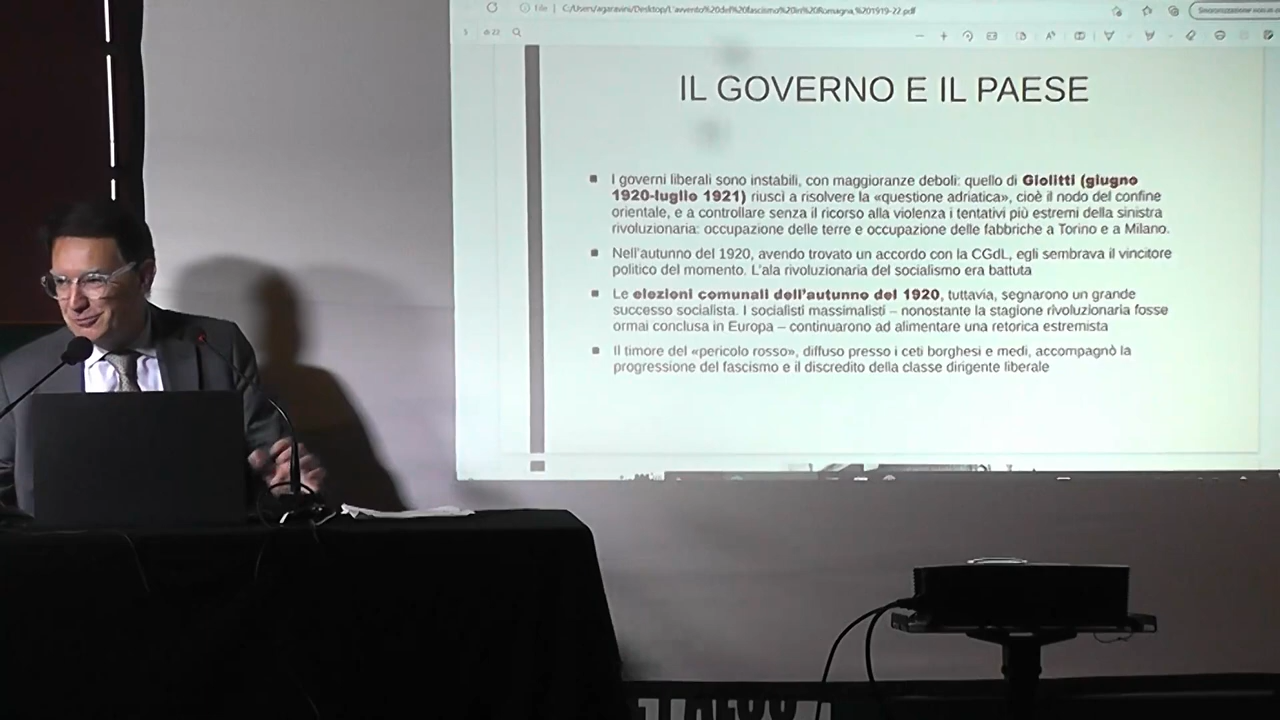 File | C:/Users/agaravini/Desktop/L'avvento%20del%20fascismo%20in%20Romagna,%201919-22.pdf
5 di 22
IL GOVERNO E IL PAESE
I governi liberali sono instabili, con maggioranze deboli: quello di Giolitti (giugno
1920-luglio 1921) riuscì a risolvere la «questione adriatica», cioè il nodo del confine
orientale, e a controllare senza il ricorso alla violenza i tentativi più estremi della sinistra
rivoluzionaria: occupazione delle terre e occupazione delle fabbriche a Torino e a Milano.
Nell'autunno del 1920, avendo trovato un accordo con la CGdL, egli sembrava il vincitore
politico del momento. L'ala rivoluzionaria del socialismo era battuta
Le elezioni comunali dell'autunno del 1920, tuttavia, segnarono un grande
successo socialista. I socialisti massimalisti – nonostante la stagione rivoluzionaria fosse
ormai conclusa in Europa – continuarono ad alimentare una retorica estremista
Il timore del «pericolo rosso», diffuso presso i ceti borghesi e medi, accompagnò la
progressione del fascismo e il discredito della classe dirigente liberale